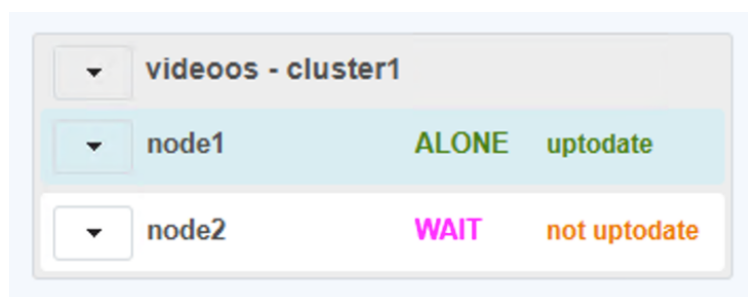 videoos - cluster1
node1 ALONE uptodate
node2 WAIT not uptodate